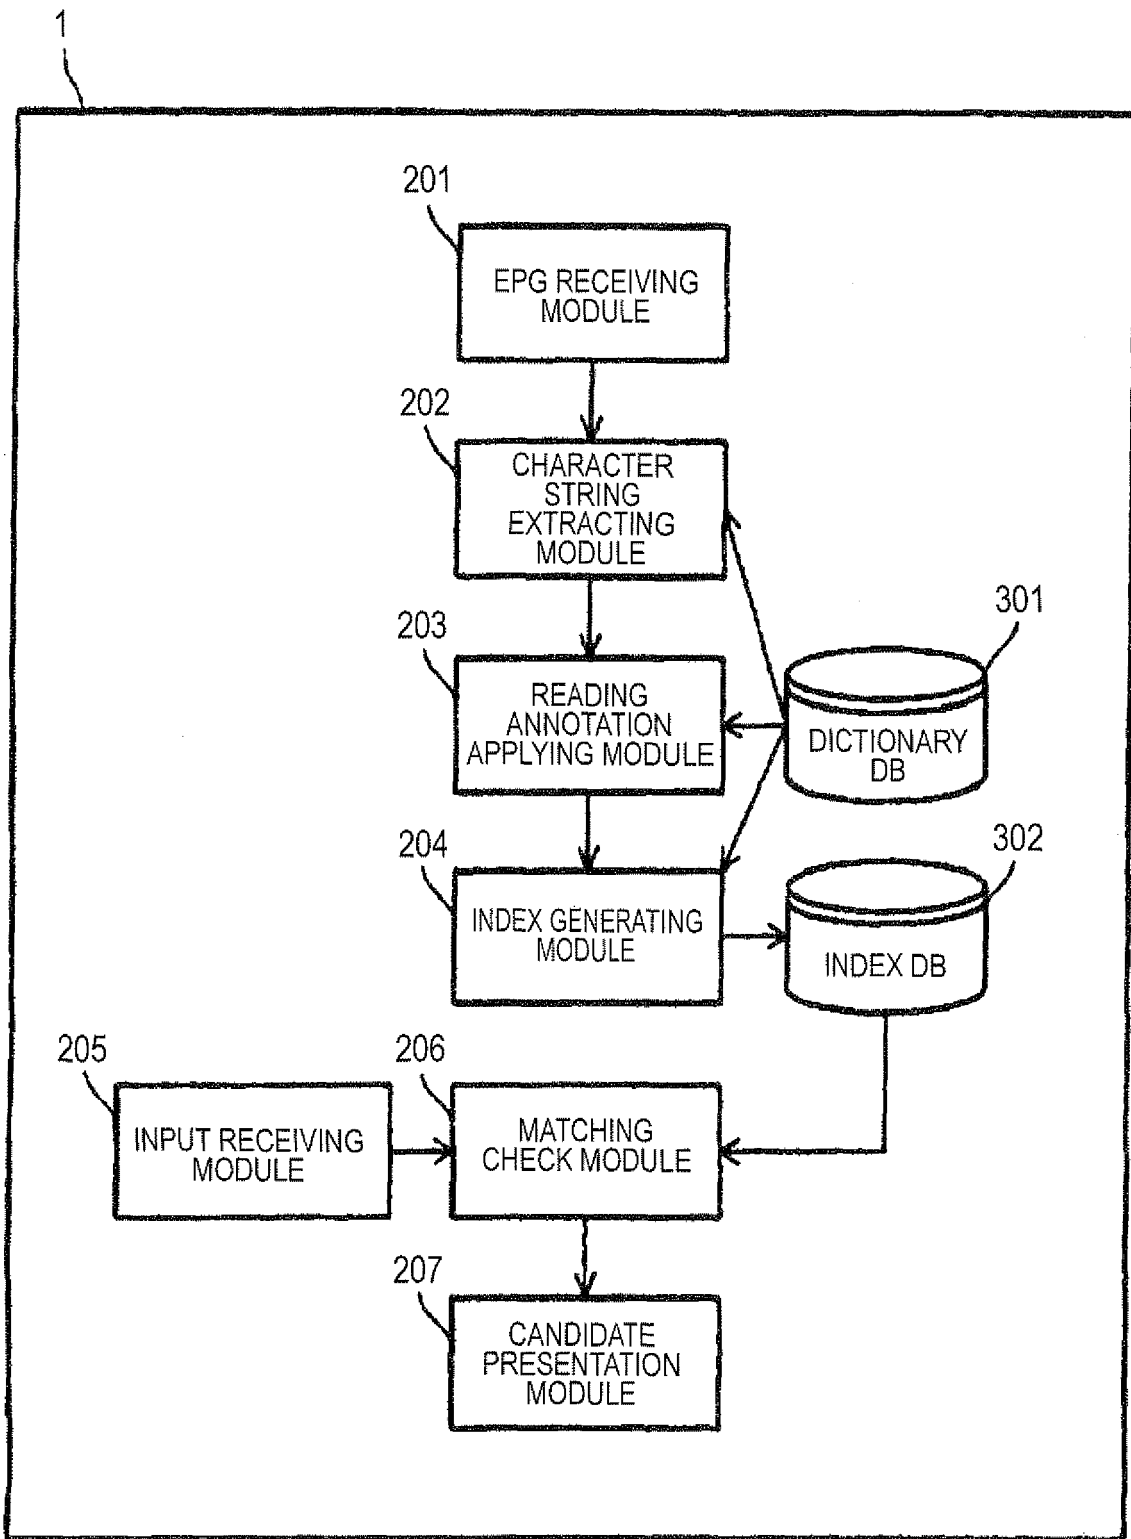 1
201
EPG RECEIVING
MODULE
202
CHARACTER
STRING
EXTRACTING
MODULE
203
READING
ANNOTATION
APPLYING MODULE
301
DICTIONARY
DB
204
INDEX GENERATING
MODULE
302
INDEX DB
205
INPUT RECEIVING
MODULE
206
MATCHING
CHECK MODULE
207
CANDIDATE
PRESENTATION
MODULE